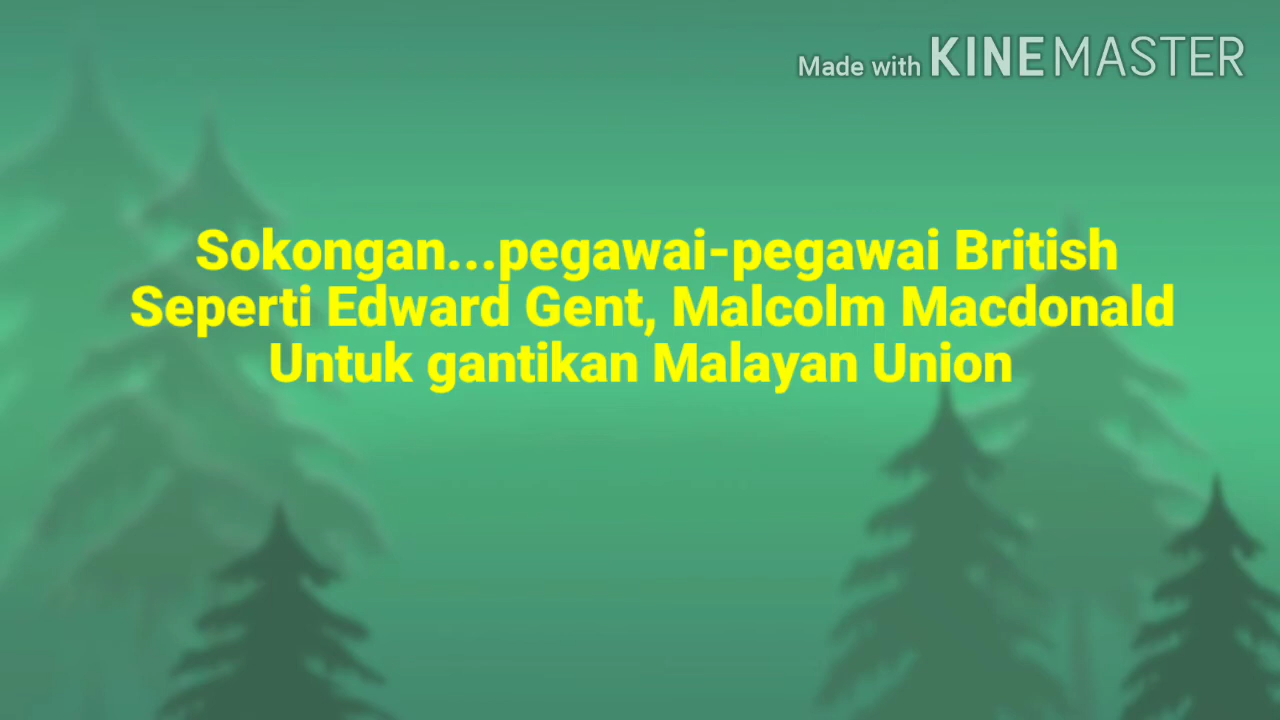 Made with KINEMASTER
Sokongan...pegawai-pegawai British
Seperti Edward Gent, Malcolm Macdonald
Untuk gantikan Malayan Union